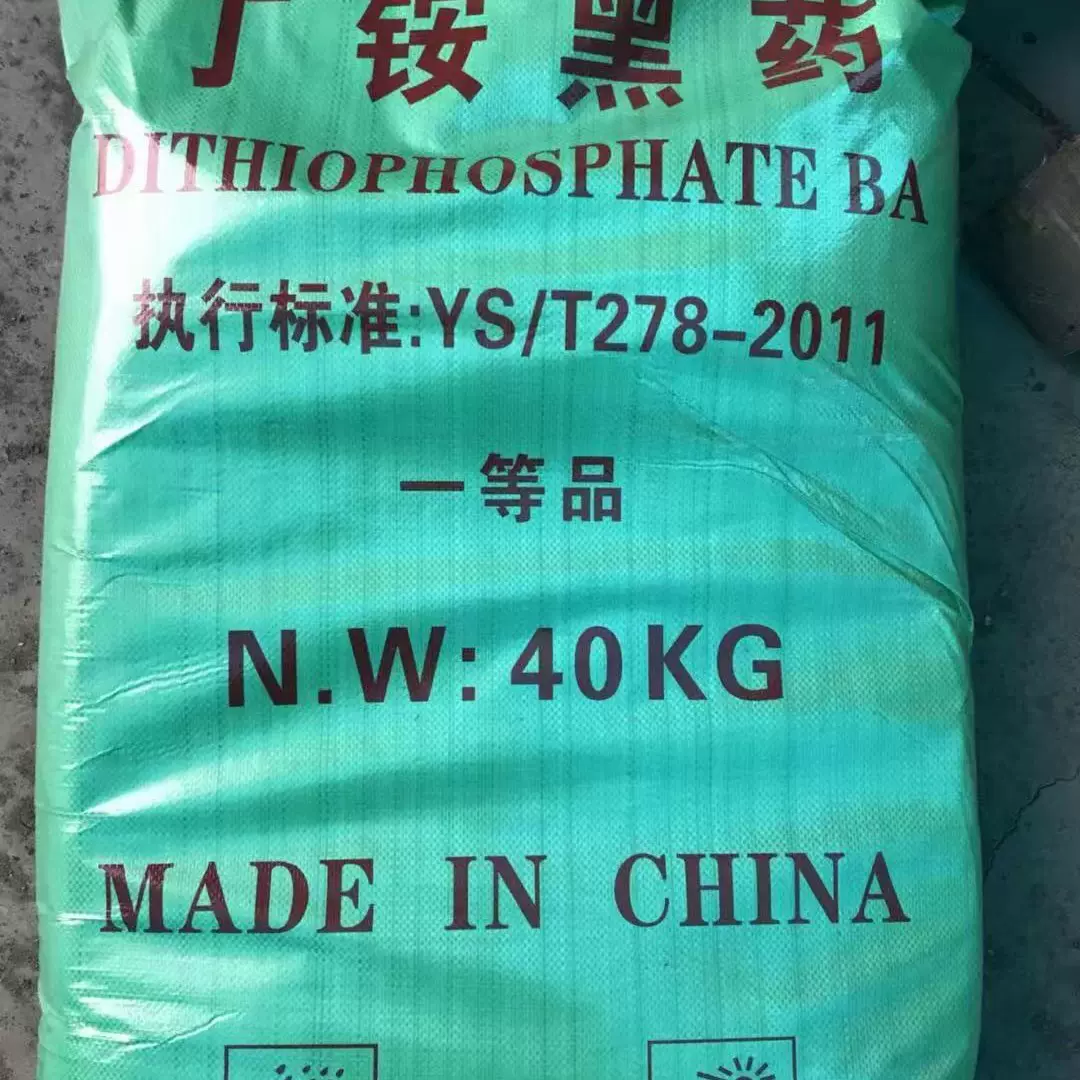 丁铵黑药
DITHIOPHOSPHATE BA
执行标准:YS/T278-2011
一等品
N.W: 40KG
MADE IN CHINA